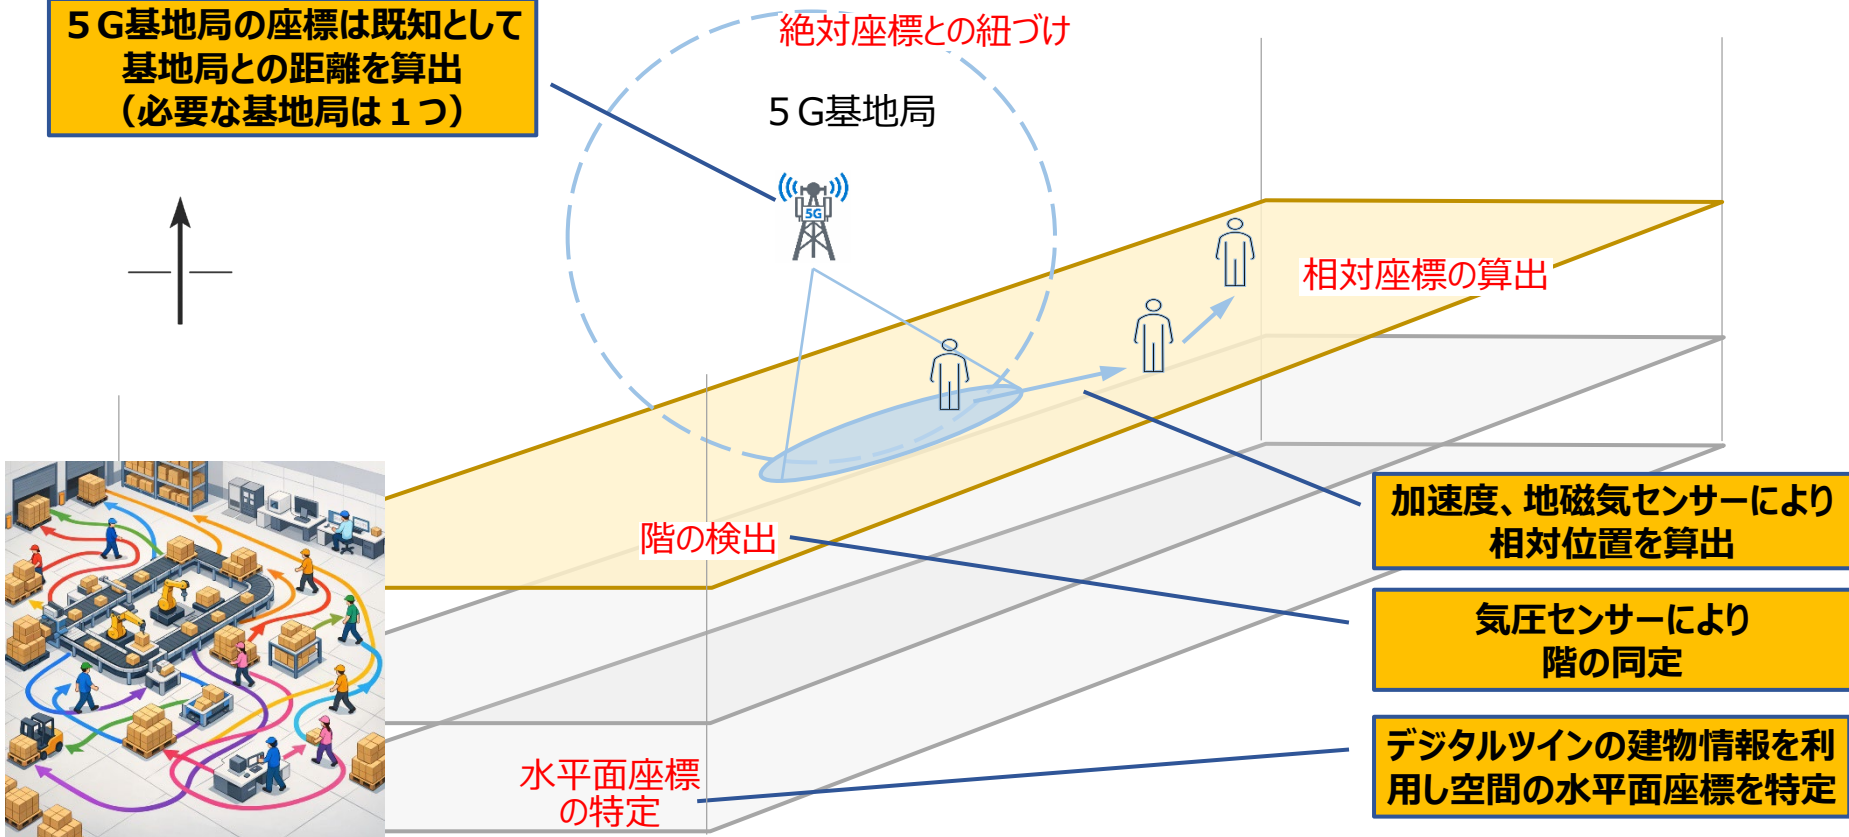 ５G基地局の座標は既知として
基地局との距離を算出
（必要な基地局は１つ）
絶対座標との紐づけ
５G基地局
5G
相対座標の算出
階の検出
加速度、地磁気センサーにより
相対位置を算出
気圧センサーにより
階の同定
水平面座標
の特定
デジタルツインの建物情報を利
用し空間の水平面座標を特定